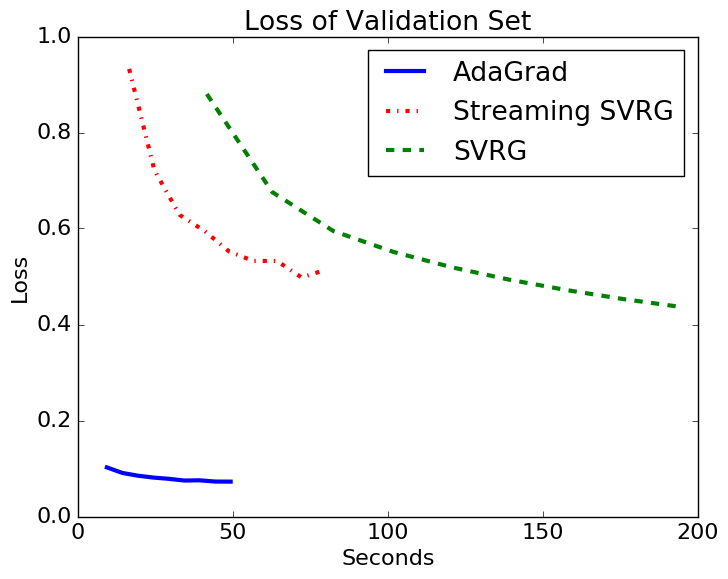 Loss of Validation Set
1.0
0.8
0.6
0.4
0.2
0.0
Loss
AdaGrad
Streaming SVRG
SVRG
0 50 100 150 200
Seconds